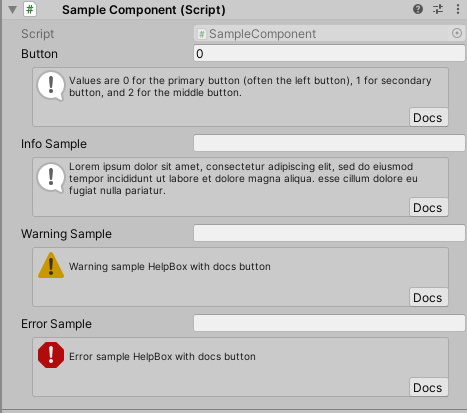 Sample Component (Script)
Script SampleComponent
Button 0
Values are 0 for the primary button (often the left button), 1 for secondary
button, and 2 for the middle button.
Docs
Info Sample
Lorem ipsum dolor sit amet, consectetur adipiscing elit, sed do eiusmod
tempor incididunt ut labore et dolore magna aliqua. esse cillum dolore eu
fugiat nulla pariatur.
Docs
Warning Sample
Warning sample HelpBox with docs button
Docs
Error Sample
Error sample HelpBox with docs button
Docs